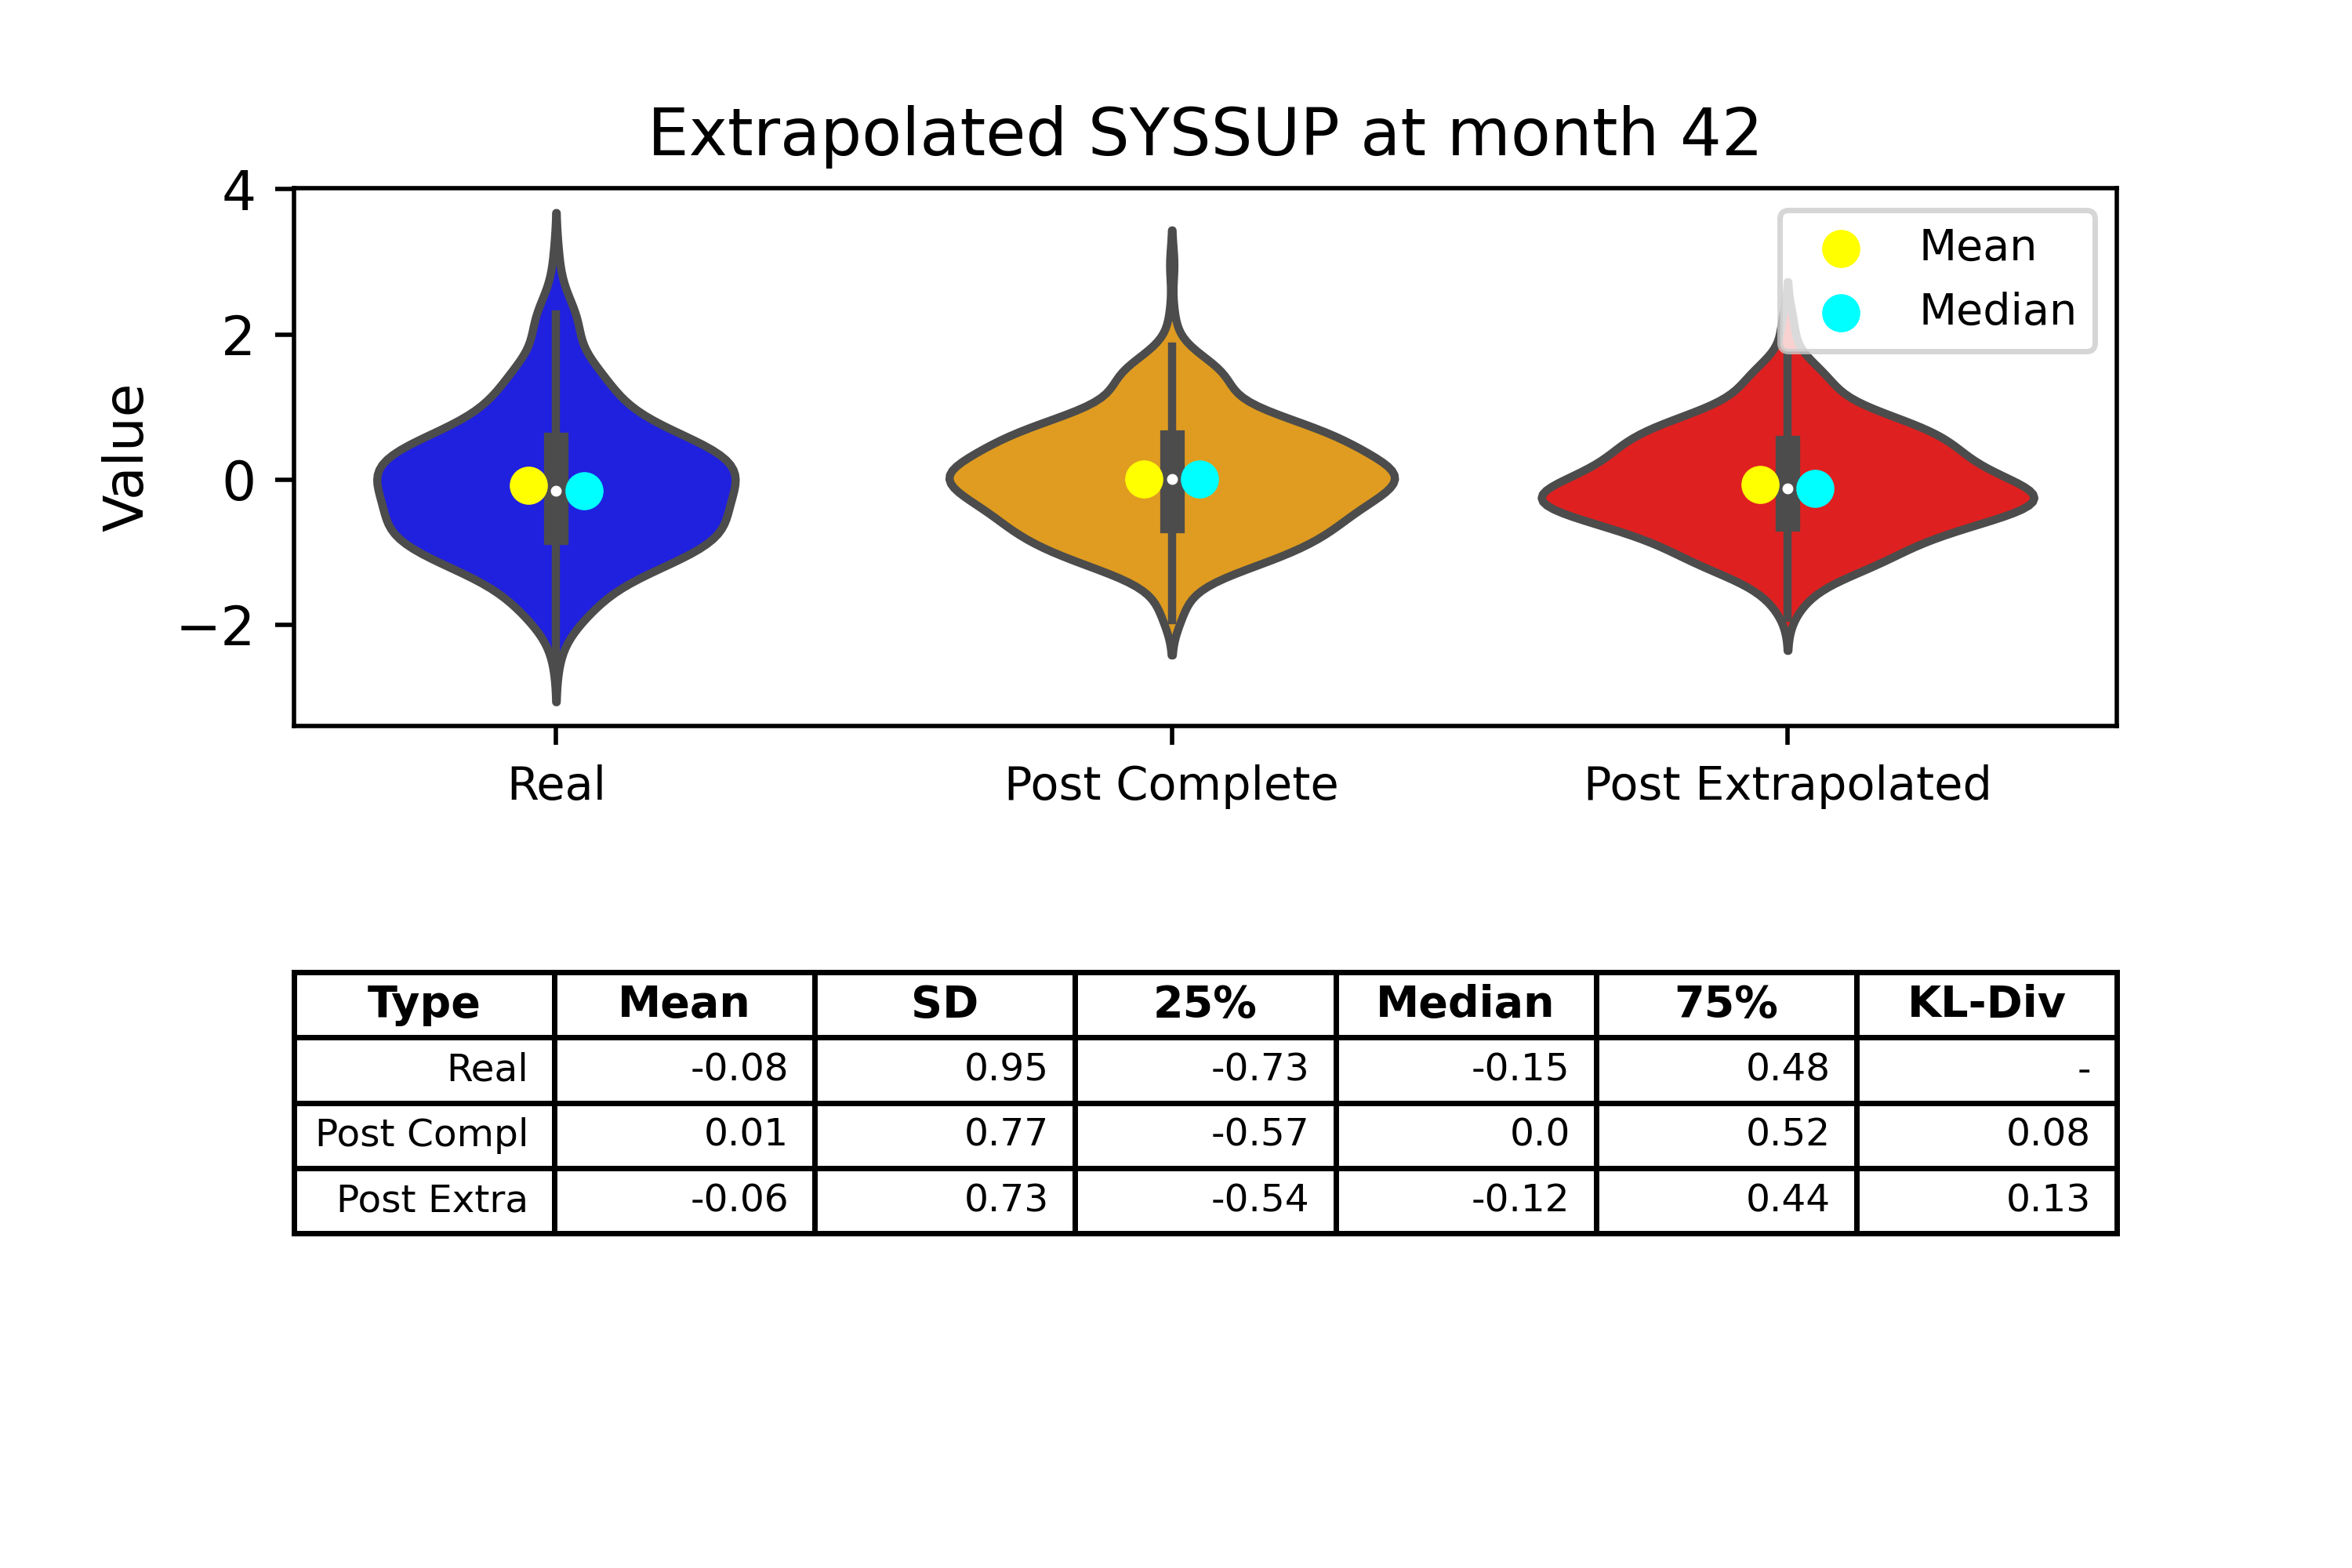 Extrapolated SYSSUP at month 42
4
2
0
−2
Value
Mean
Median
Real Post Complete Post Extrapolated
Type Mean SD 25% Median 75% KL-Div
Real -0.08 0.95 -0.73 -0.15 0.48 -
Post Compl 0.01 0.77 -0.57 0.0 0.52 0.08
Post Extra -0.06 0.73 -0.54 -0.12 0.44 0.13